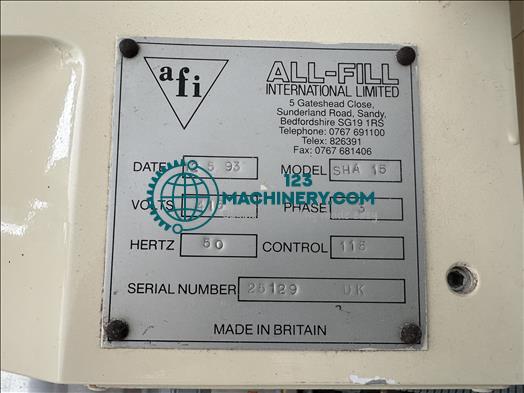 afi
ALL-FILL
INTERNATIONAL LIMITED
5 Gateshead Close,
Sunderland Road, Sandy,
Bedfordshire SG19 1RS
Telephone: 0767 691100
Telex: 826391
Fax: 0767 681406
DATE 5 93 MODEL SHA 15
123
MACHINERY.COM
VOLTS PHASE 3
HERTZ 50 CONTROL 115
SERIAL NUMBER 25129 UK
MADE IN BRITAIN